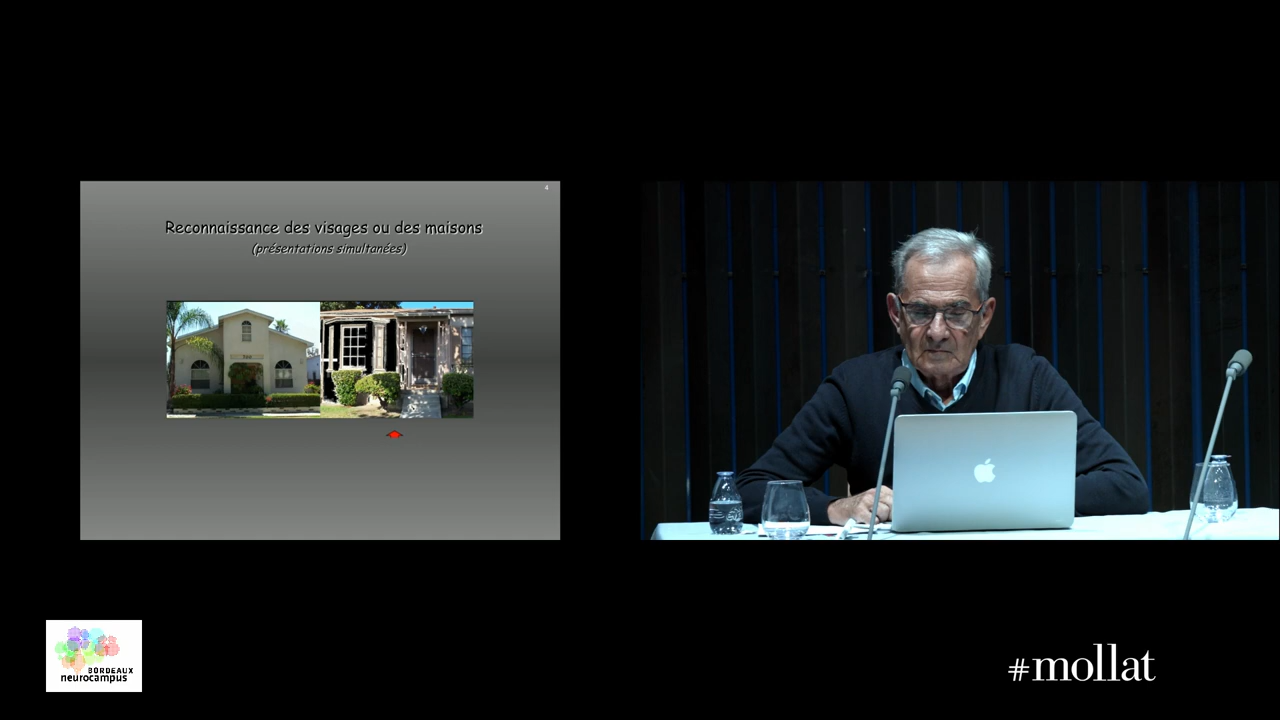 4
Reconnaissance des visages ou des maisons
(présentations simultanées)
BORDEAUX
neurocampus
#mollat